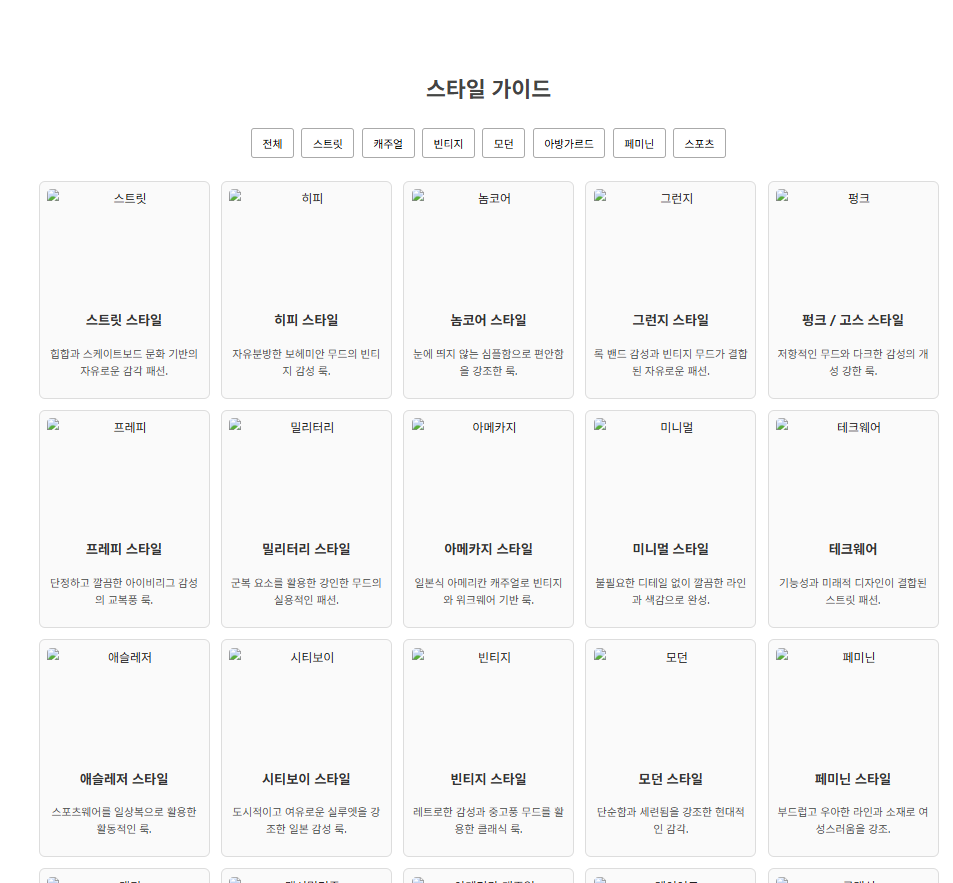 스타일 가이드
전체 스트릿 캐주얼 빈티지 모던 아방가르드 페미닌 스포츠
스트릿
스트릿 스타일
힙합과 스케이트보드 문화 기반의
자유로운 감각 패션.
히피
히피 스타일
자유분방한 보헤미안 무드의 빈티
지 감성 룩.
놈코어
놈코어 스타일
눈에 띄지 않는 심플함으로 편안함
을 강조한 룩.
그런지
그런지 스타일
록 밴드 감성과 빈티지 무드가 결합
된 자유로운 패션.
펑크
펑크 / 고스 스타일
저항적인 무드와 다크한 감성의 개
성 강한 룩.
프레피
프레피 스타일
단정하고 깔끔한 아이비리그 감성
의 교복풍 룩.
밀리터리
밀리터리 스타일
군복 요소를 활용한 강인한 무드의
실용적인 패션.
아메카지
아메카지 스타일
일본식 아메리칸 캐주얼로 빈티지
와 워크웨어 기반 룩.
미니멀
미니멀 스타일
불필요한 디테일 없이 깔끔한 라인
과 색감으로 완성.
테크웨어
테크웨어
기능성과 미래적 디자인이 결합된
스트릿 패션.
애슬레저
애슬레저 스타일
스포츠웨어를 일상복으로 활용한
활동적인 룩.
시티보이
시티보이 스타일
도시적이고 여유로운 실루엣을 강
조한 일본 감성 룩.
빈티지
빈티지 스타일
레트로한 감성과 중고풍 무드를 활
용한 클래식 룩.
모던
모던 스타일
단순함과 세련됨을 강조한 현대적
인 감각.
페미닌
페미닌 스타일
부드럽고 우아한 라인과 소재로 여
성스러움을 강조.